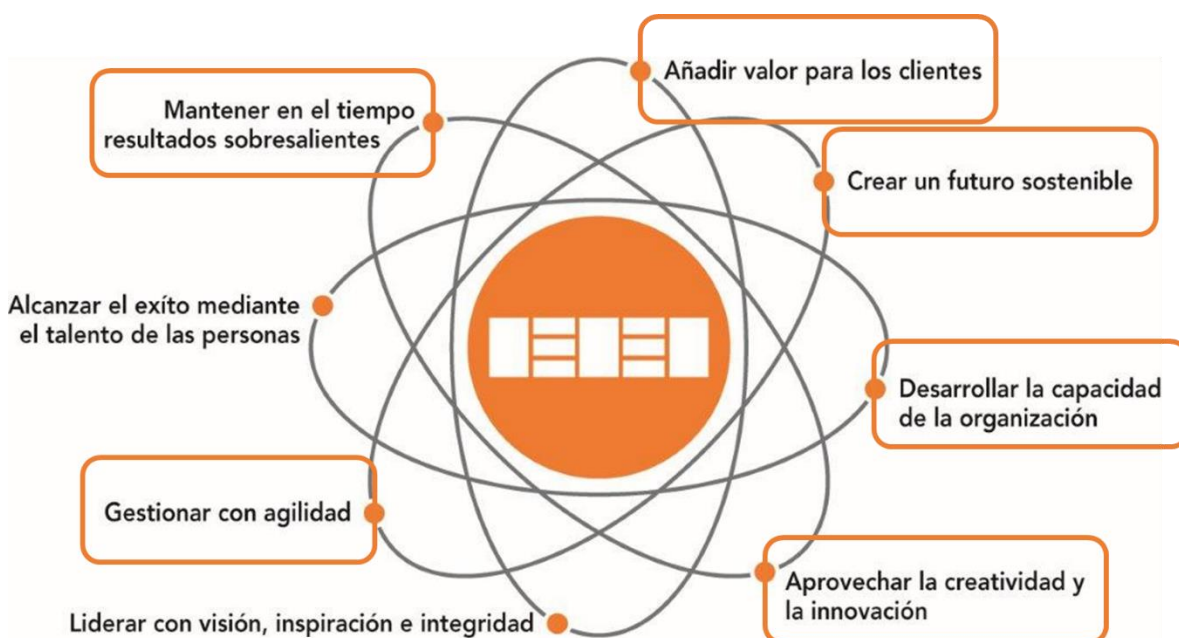 Añadir valor para los clientes
Mantener en el tiempo
resultados sobresalientes
Crear un futuro sostenible
Alcanzar el exíto mediante
el talento de las personas
Desarrollar la capacidad
de la organización
Gestionar con agilidad
Aprovechar la creatividad y
la innovación
Liderar con visión, inspiración e integridad